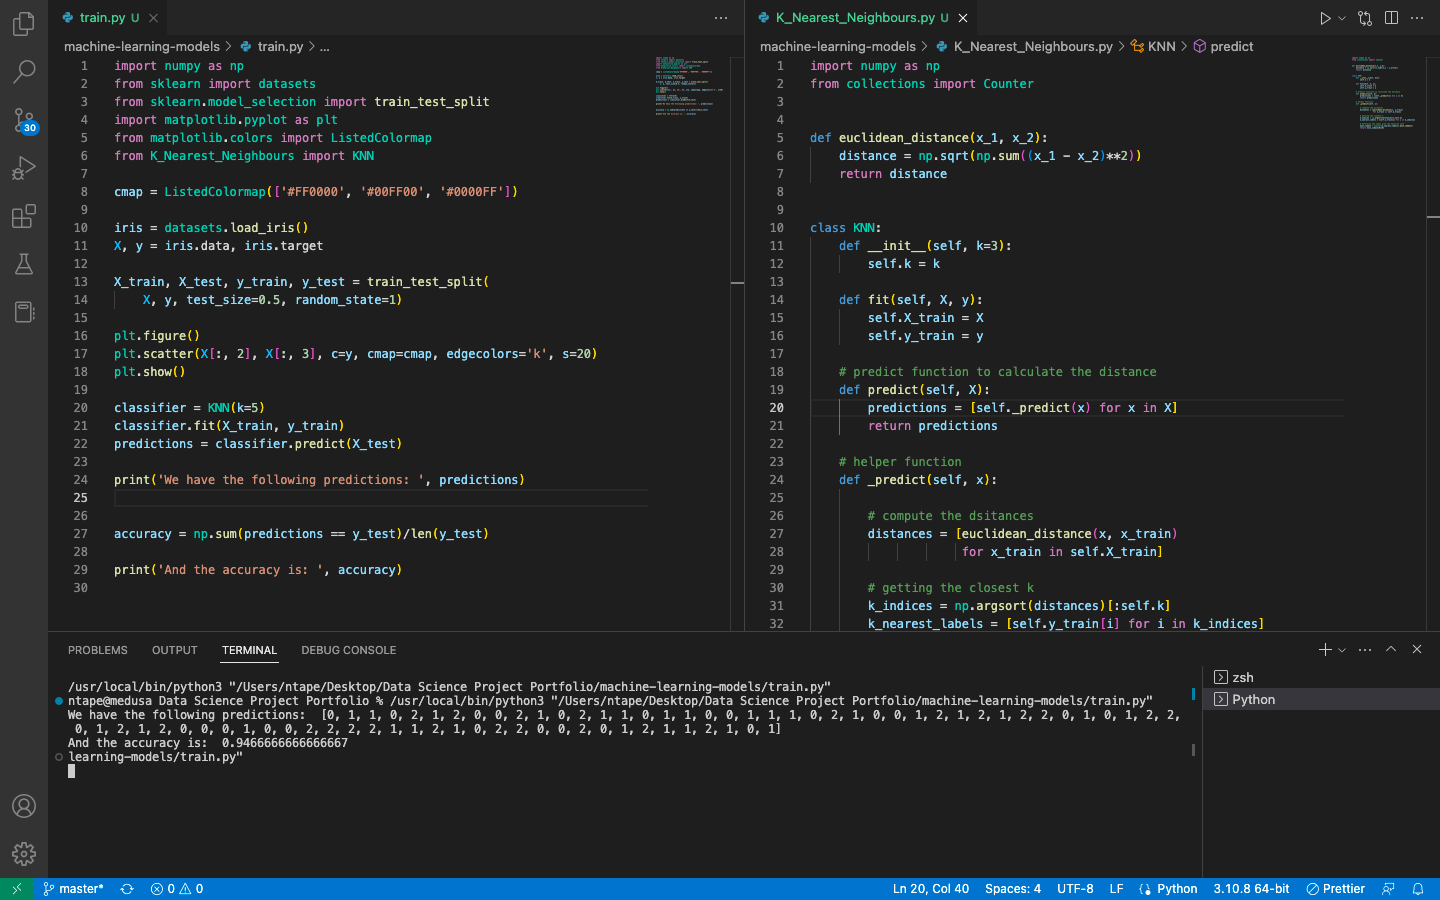 train.py U
machine-learning-models > train.py > ...
1 import numpy as np
2 from sklearn import datasets
3 from sklearn.model_selection import train_test_split
4 import matplotlib.pyplot as plt
5 from matplotlib.colors import ListedColormap
6 from K_Nearest_Neighbours import KNN
7
8 cmap = ListedColormap(['#FF0000', '#00FF00', '#0000FF'])
9
10 iris = datasets.load_iris()
11 X, y = iris.data, iris.target
12
13 X_train, X_test, y_train, y_test = train_test_split(
14     X, y, test_size=0.5, random_state=1)
15
16 plt.figure()
17 plt.scatter(X[:, 2], X[:, 3], c=y, cmap=cmap, edgecolors='k', s=20)
18 plt.show()
19
20 classifier = KNN(k=5)
21 classifier.fit(X_train, y_train)
22 predictions = classifier.predict(X_test)
23
24 print('We have the following predictions: ', predictions)
25
26
27 accuracy = np.sum(predictions == y_test)/len(y_test)
28
29 print('And the accuracy is: ', accuracy)
30
K_Nearest_Neighbours.py U
machine-learning-models > K_Nearest_Neighbours.py > KNN > predict
1 import numpy as np
2 from collections import Counter
3
4
5 def euclidean_distance(x_1, x_2):
6     distance = np.sqrt(np.sum((x_1 - x_2)**2))
7     return distance
8
9
10 class KNN:
11     def __init__(self, k=3):
12         self.k = k
13
14     def fit(self, X, y):
15         self.X_train = X
16         self.y_train = y
17
18     # predict function to calculate the distance
19     def predict(self, X):
20         predictions = [self._predict(x) for x in X]
21         return predictions
22
23     # helper function
24     def _predict(self, x):
25
26         # compute the dsitances
27         distances = [euclidean_distance(x, x_train)
28                      for x_train in self.X_train]
29
30         # getting the closest k
31         k_indices = np.argsort(distances)[:self.k]
32         k_nearest_labels = [self.y_train[i] for i in k_indices]
30
PROBLEMS OUTPUT TERMINAL DEBUG CONSOLE
/usr/local/bin/python3 "/Users/ntape/Desktop/Data Science Project Portfolio/machine-learning-models/train.py"
ntape@medusa Data Science Project Portfolio % /usr/local/bin/python3 "/Users/ntape/Desktop/Data Science Project Portfolio/machine-learning-models/train.py"
We have the following predictions:  [0, 1, 1, 0, 2, 1, 2, 0, 0, 2, 1, 0, 2, 1, 1, 0, 1, 1, 0, 0, 1, 1, 1, 0, 2, 1, 0, 0, 1, 2, 1, 2, 1, 2, 2, 0, 1, 0, 1, 2, 2,
 0, 1, 2, 1, 2, 0, 0, 0, 1, 0, 0, 2, 2, 2, 2, 1, 1, 2, 1, 0, 2, 2, 0, 0, 2, 0, 1, 2, 1, 1, 2, 1, 0, 1]
And the accuracy is:  0.9466666666666667
learning-models/train.py"
zsh
Python
master* 0 0 Ln 20, Col 40 Spaces: 4 UTF-8 LF Python 3.10.8 64-bit Prettier